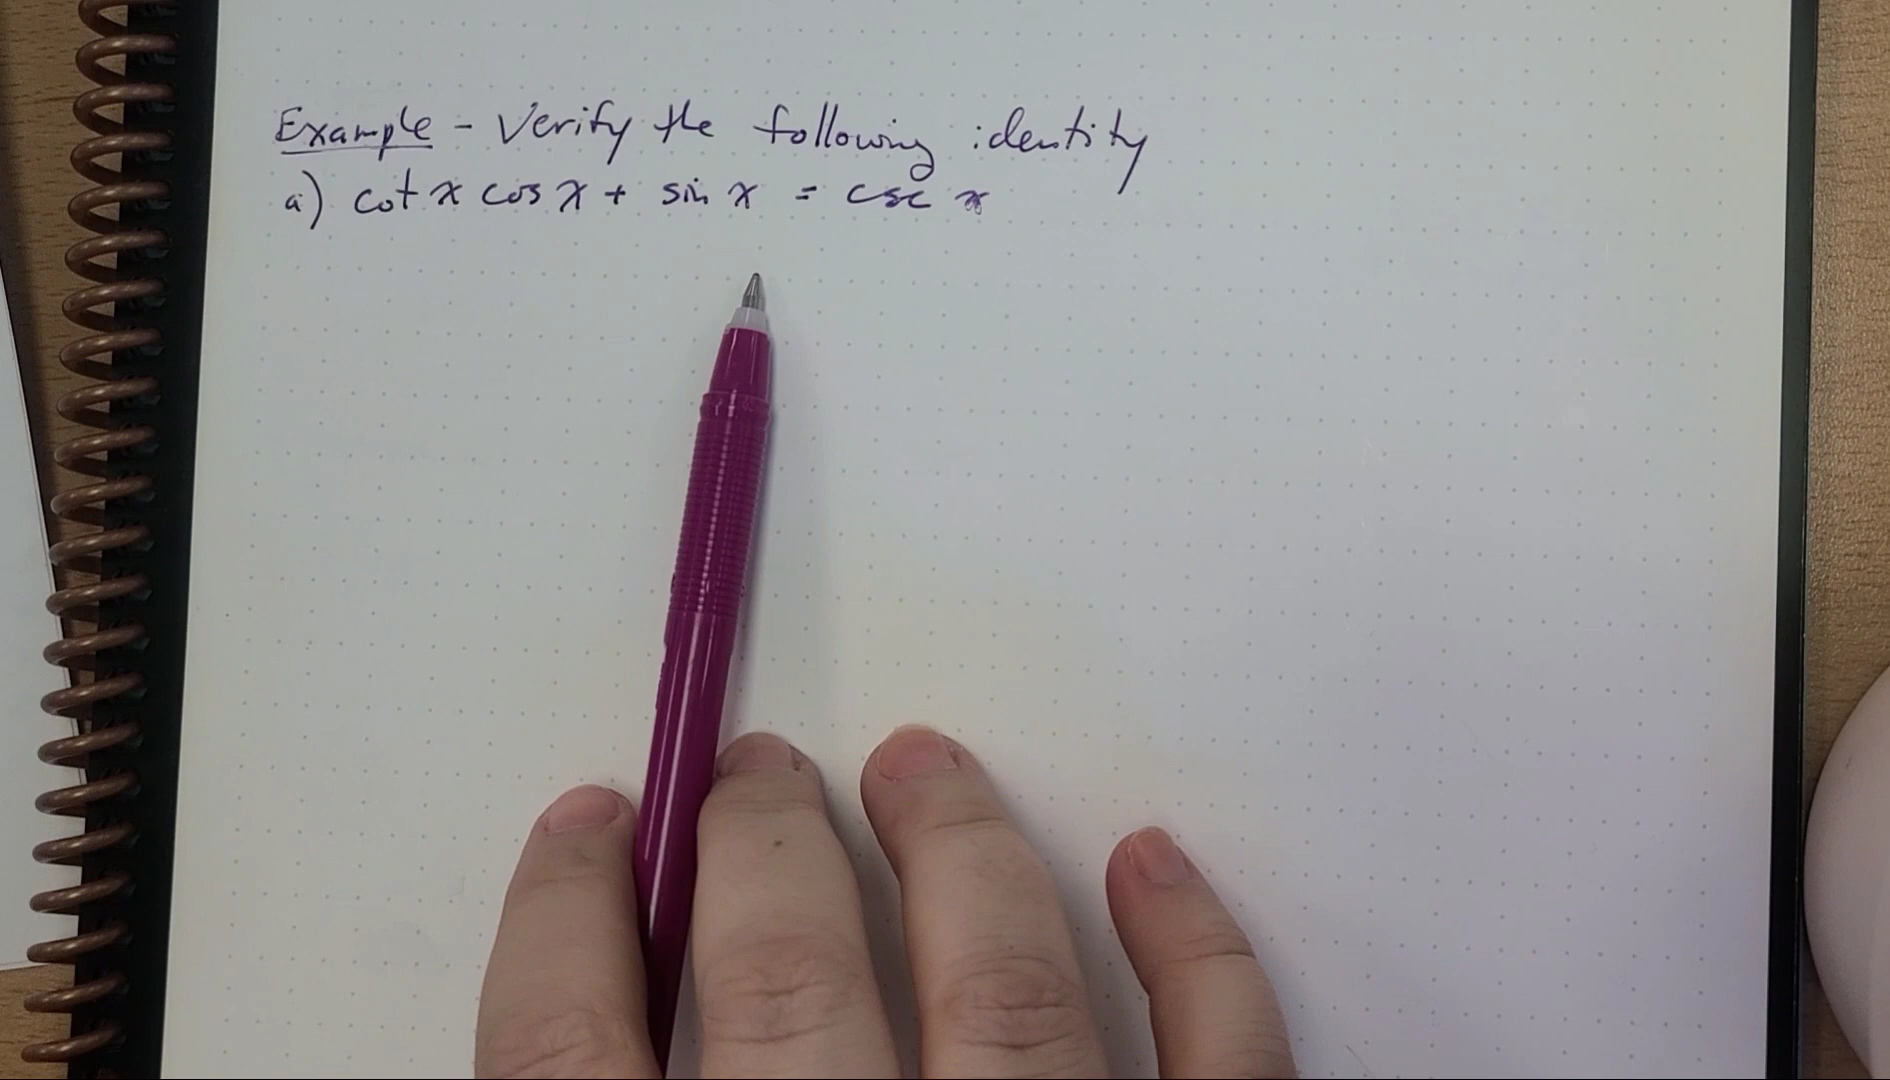 Example - Verify the following identity
a) cot x cos x + sin x = csc x